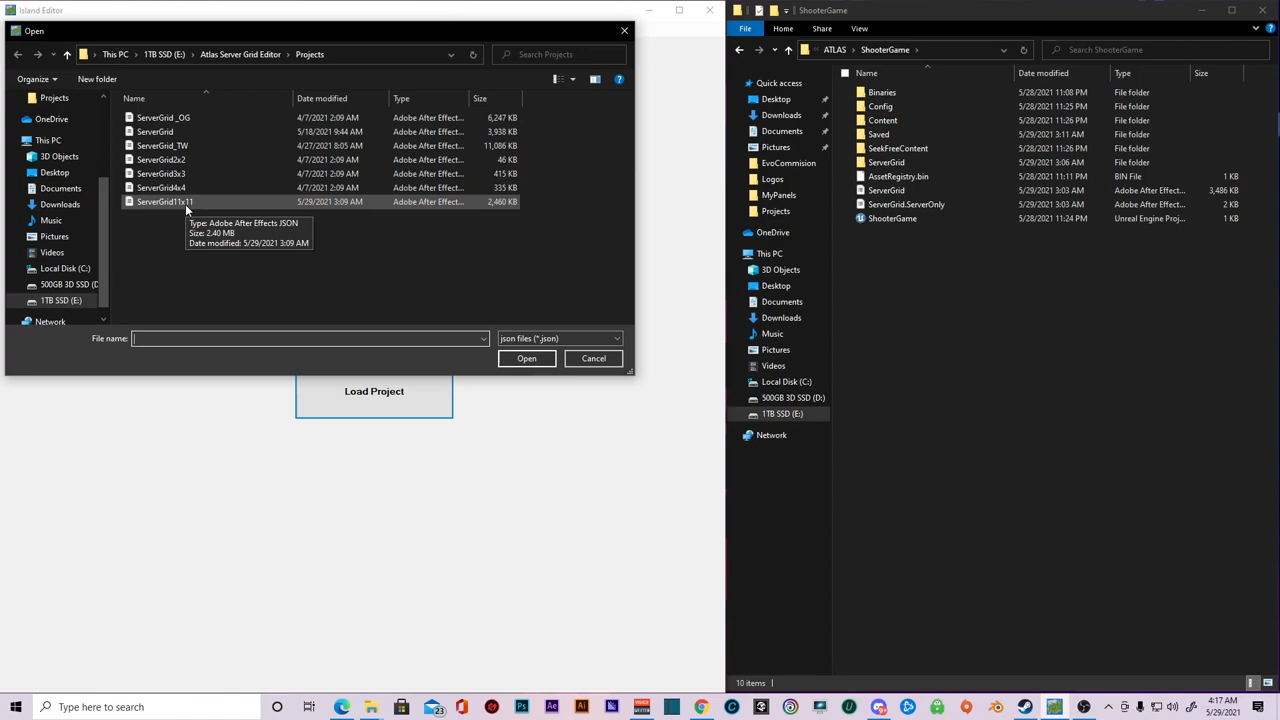 Island Editor
ShooterGame
Open
File
Home
Share
View
This PC
1TB SSD (E:)
Atlas Server Grid Editor
Projects
Search Projects
ATLAS
ShooterGame
Search ShooterGame
Organize
New folder
Name
Date modified
Type
Size
Projects
OneDrive
This PC
3D Objects
Desktop
Documents
Downloads
Music
Pictures
Videos
Local Disk (C:)
500GB 3D SSD (D
1TB SSD (E:)
Network
ServerGrid _OG 4/7/2021 2:09 AM Adobe After Effect... 6,247 KB
ServerGrid 5/18/2021 9:44 AM Adobe After Effect... 3,938 KB
ServerGrid_TW 4/27/2021 8:05 AM Adobe After Effect... 11,086 KB
ServerGrid2x2 4/7/2021 2:09 AM Adobe After Effect... 46 KB
ServerGrid3x3 4/7/2021 2:09 AM Adobe After Effect... 415 KB
ServerGrid4x4 4/7/2021 2:09 AM Adobe After Effect... 335 KB
ServerGrid11x11 5/29/2021 3:09 AM Adobe After Effect... 2,460 KB
Type: Adobe After Effects JSON
Size: 2.40 MB
Date modified: 5/29/2021 3:09 AM
File name:
json files (*.json)
Open
Cancel
Load Project
Quick access
Desktop
Downloads
Documents
Pictures
EvoCommision
Logos
MyPanels
Projects
OneDrive
This PC
3D Objects
Desktop
Documents
Downloads
Music
Pictures
Videos
Local Disk (C:)
500GB 3D SSD (D:)
1TB SSD (E:)
Network
Name
Date modified
Type
Size
Binaries 5/28/2021 11:08 PM File folder
Config 5/28/2021 11:25 PM File folder
Content 5/28/2021 11:25 PM File folder
Saved 5/29/2021 3:11 AM File folder
SeekFreeContent 5/28/2021 11:25 PM File folder
ServerGrid 5/29/2021 3:06 AM File folder
AssetRegistry.bin 5/28/2021 11:11 PM BIN File 1 KB
ServerGrid 5/29/2021 3:03 AM Adobe After Effect... 3,486 KB
ServerGrid.ServerOnly 5/29/2021 3:03 AM Adobe After Effect... 2 KB
ShooterGame 5/28/2021 11:24 PM Unreal Engine Proj... 1 KB
10 items
Type here to search
23
4:17 AM
5/29/2021